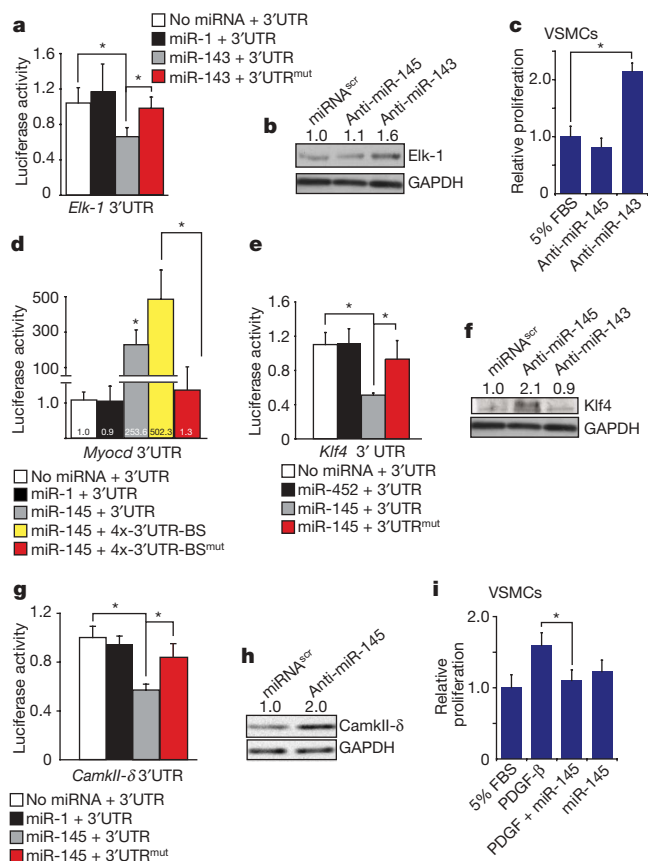 a
No miRNA + 3′UTR
miR-1 + 3′UTR
miR-143 + 3′UTR
miR-143 + 3′UTRmut
Luciferase activity
1.6
1.2
0.8
0.4
0
*
*
Elk-1 3′UTR
b
miRNAscr
Anti-miR-145
Anti-miR-143
1.0 1.1 1.6
Elk-1
GAPDH
c
VSMCs
Relative proliferation
2.0
1.0
0
*
5% FBS
Anti-miR-145
Anti-miR-143
d
Luciferase activity
500
300
1.0
*
*
1.0 0.9 253.6 502.3 1.3
Myocd 3′UTR
No miRNA + 3′UTR
miR-1 + 3′UTR
miR-145 + 3′UTR
miR-145 + 4x-3′UTR-BS
miR-145 + 4x-3′UTR-BSmut
e
Luciferase activity
1.6
1.2
0.8
0.4
0
*
*
Klf4 3′ UTR
No miRNA + 3′UTR
miR-452 + 3′UTR
miR-145 + 3′UTR
miR-145 + 3′UTRmut
f
miRNAscr
Anti-miR-145
Anti-miR-143
1.0 2.1 0.9
Klf4
GAPDH
g
Luciferase activity
1.2
0.6
0
*
*
CamkII-δ 3′UTR
No miRNA + 3′UTR
miR-1 + 3′UTR
miR-145 + 3′UTR
miR-145 + 3′UTRmut
h
miRNAscr
Anti-miR-145
1.0 2.0
CamkII-δ
GAPDH
i
VSMCs
Relative
proliferation
2.0
1.0
0
*
5% FBS
PDGF-β
PDGF + miR-145
miR-145